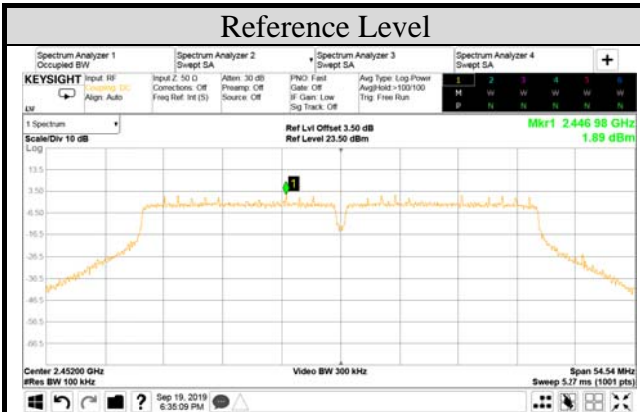 Reference Level
Spectrum Analyzer 1 Occupied BW
Spectrum Analyzer 2 Swept SA
Spectrum Analyzer 3 Swept SA
Spectrum Analyzer 4 Swept SA
+
KEYSIGHT Input: RF Input Z: 50 Ω Atten: 30 dB PNO: Fast Avg Type: Log-Power 1 2 3 4 5 6
Coupling: DC Corrections: Off Preamp: Off Gate: Off Avg|Hold:>100/100 M W W W W W
Align: Auto Freq Ref: Int (S) Source: Off IF Gain: Low Trig: Free Run P N N N N N
Sig Track: Off
1 Spectrum
Ref Lvl Offset 3.50 dB Mkr1 2.446 98 GHz
Scale/Div 10 dB Ref Level 23.50 dBm 1.89 dBm
Log
13.5
3.50
1
-6.50
-16.5
-26.5
-36.5
-46.5
-56.5
-66.5
Center 2.45200 GHz Video BW 300 kHz Span 54.54 MHz
#Res BW 100 kHz Sweep 5.27 ms (1001 pts)
? Sep 19, 2019
6:35:09 PM